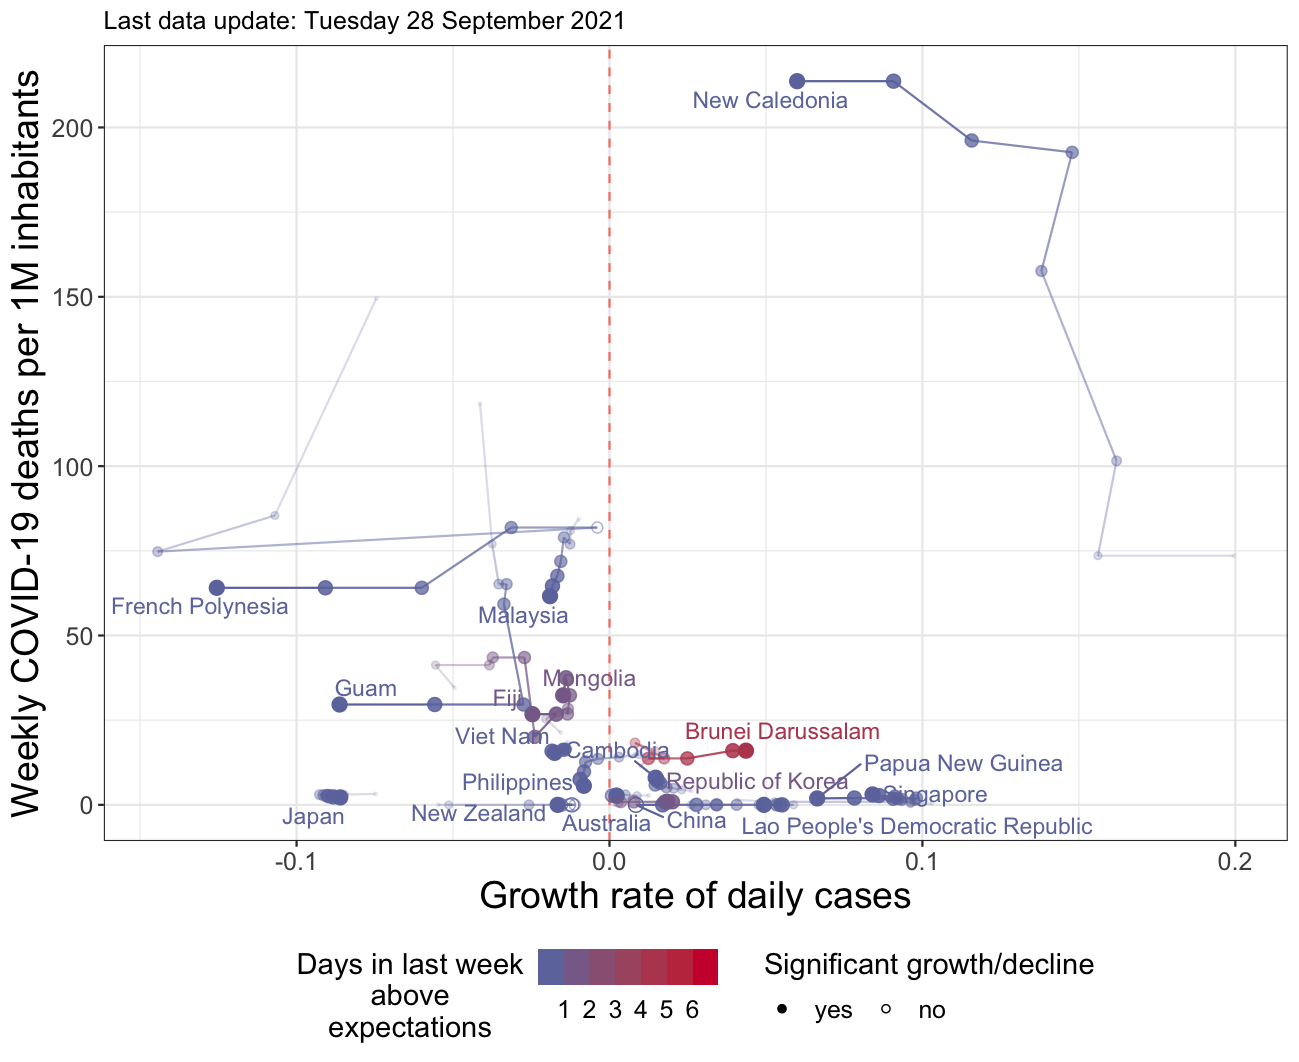 Last data update: Tuesday 28 September 2021
Weekly COVID-19 deaths per 1M inhabitants
200
150
100
50
0
New Caledonia
French Polynesia
Malaysia
Guam
Mongolia
Fiji
Viet Nam
Cambodia
Brunei Darussalam
Papua New Guinea
Philippines
Republic of Korea
Singapore
Japan
New Zealand
Australia
China
Lao People's Democratic Republic
-0.1
0.0
0.1
0.2
Growth rate of daily cases
Days in last week
above
expectations
1 2 3 4 5 6
Significant growth/decline
yes
no